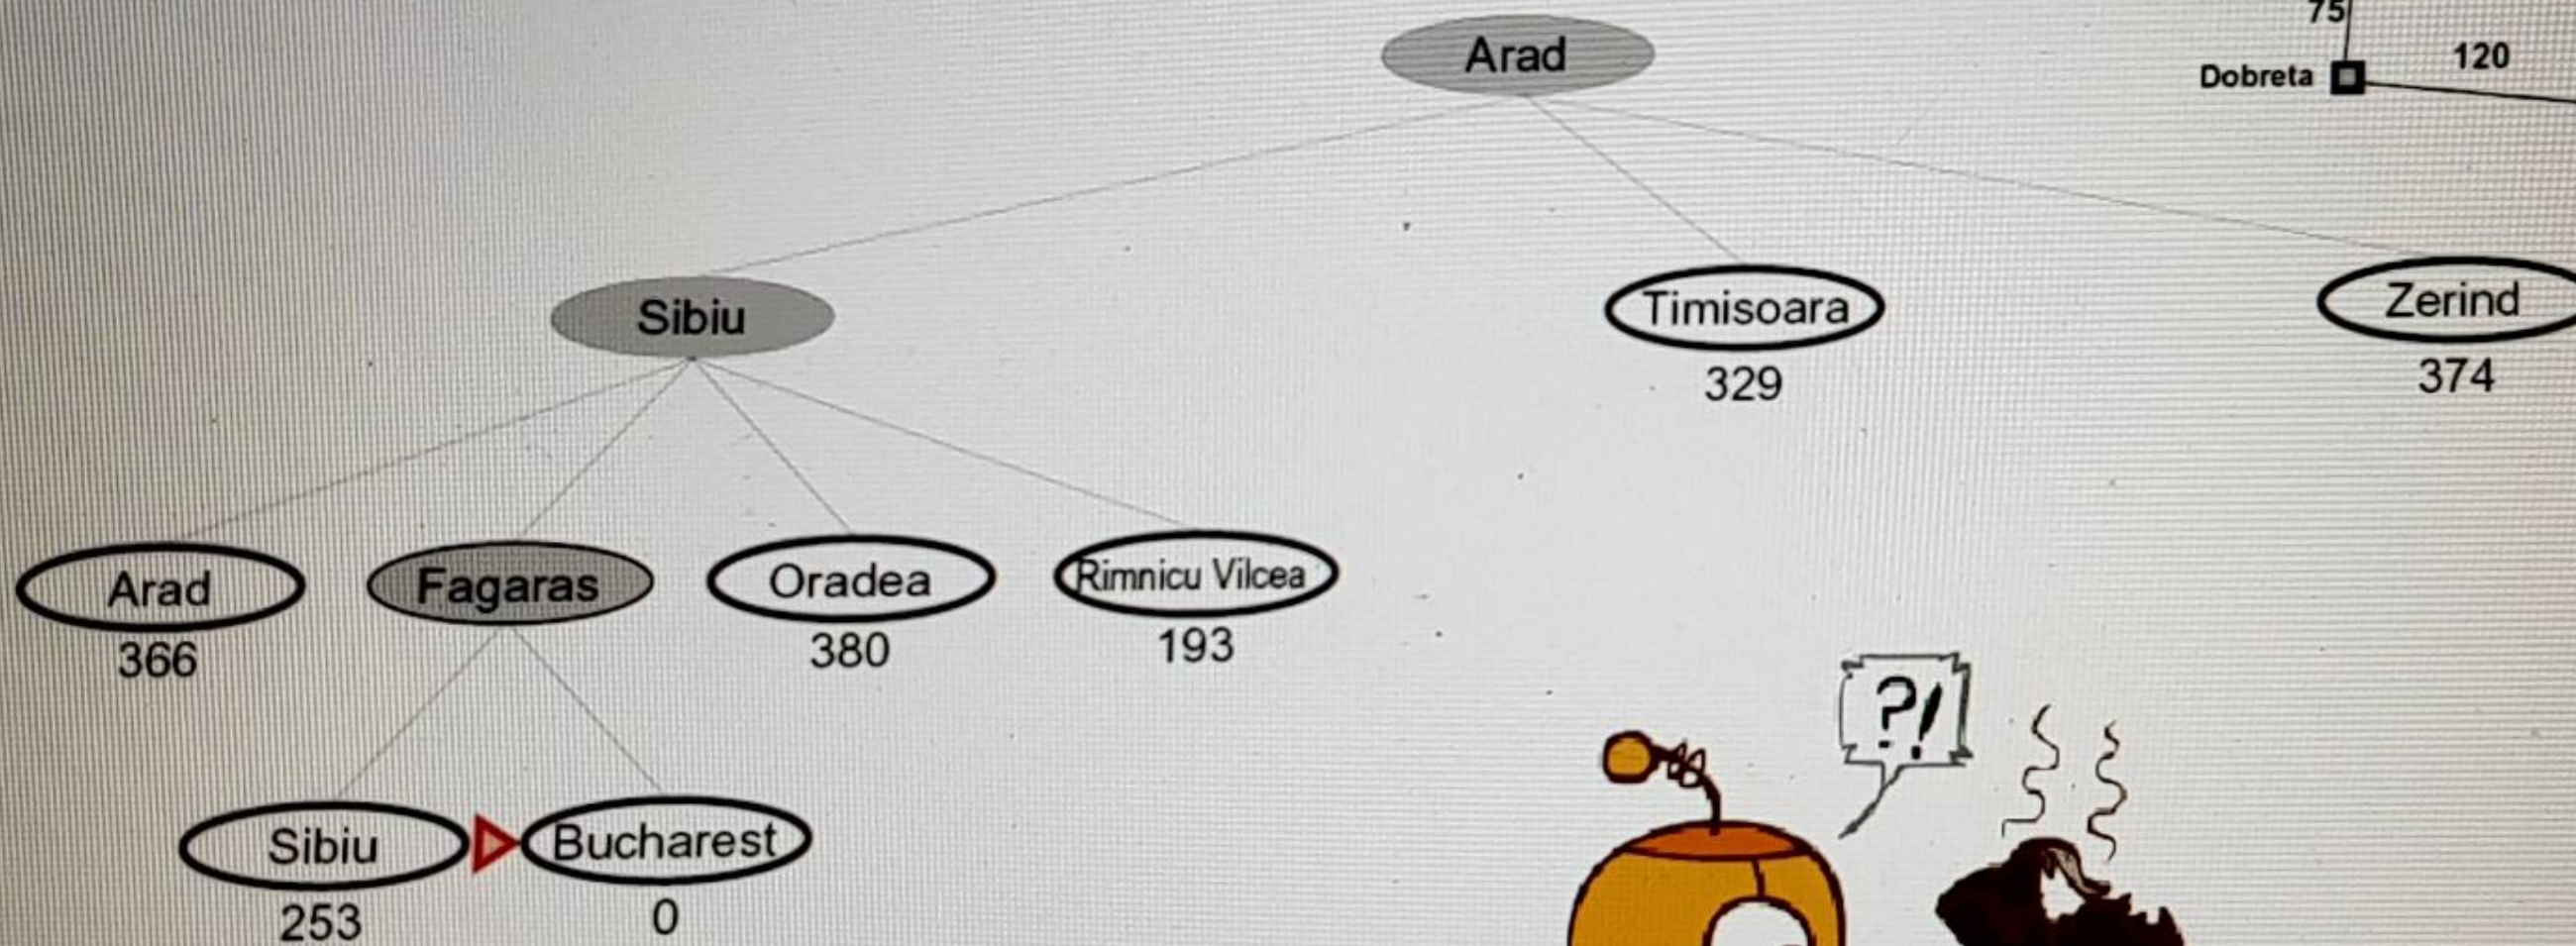 75
Arad
120
Dobreta
Sibiu
Timisoara
Zerind
329
374
Arad
Fagaras
Oradea
Rimnicu Vilcea
366
380
193
?!
Sibiu
Bucharest
253
0